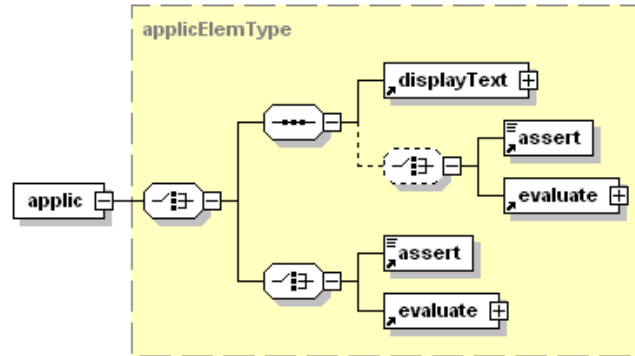 applicElemType
displayText
assert
evaluate
applic
assert
evaluate